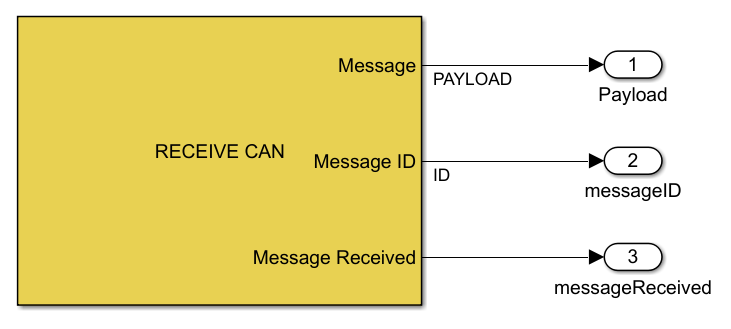 Message
PAYLOAD
1
Payload
RECEIVE CAN
Message ID
ID
2
messageID
Message Received
3
messageReceived